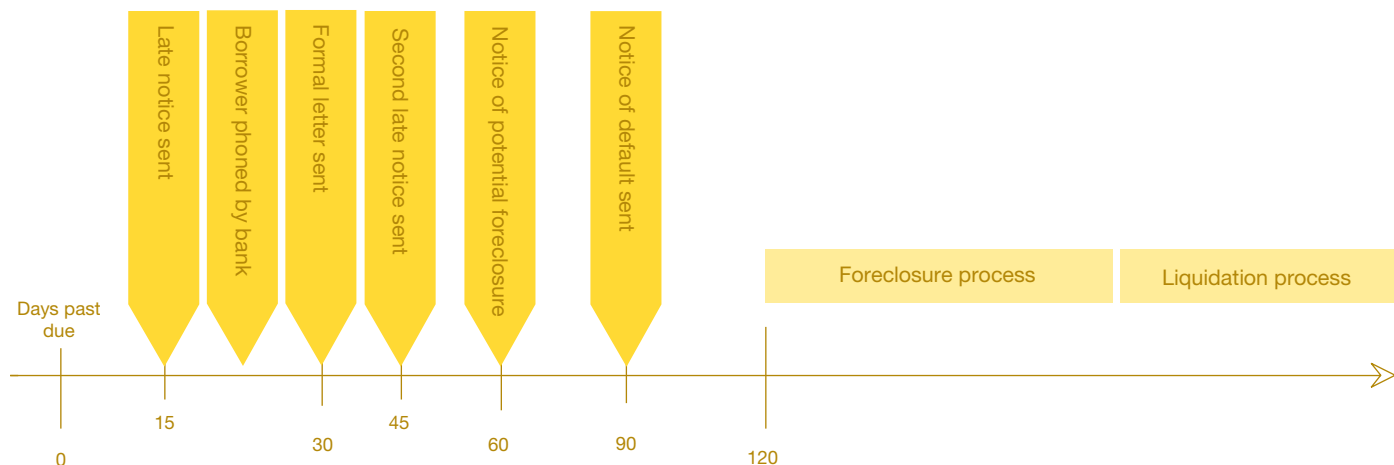 Late notice sent
Borrower phoned by bank
Formal letter sent
Second late notice sent
Notice of potential foreclosure
Notice of default sent
Foreclosure process
Liquidation process
Days past
due
0
15
30
45
60
90
120